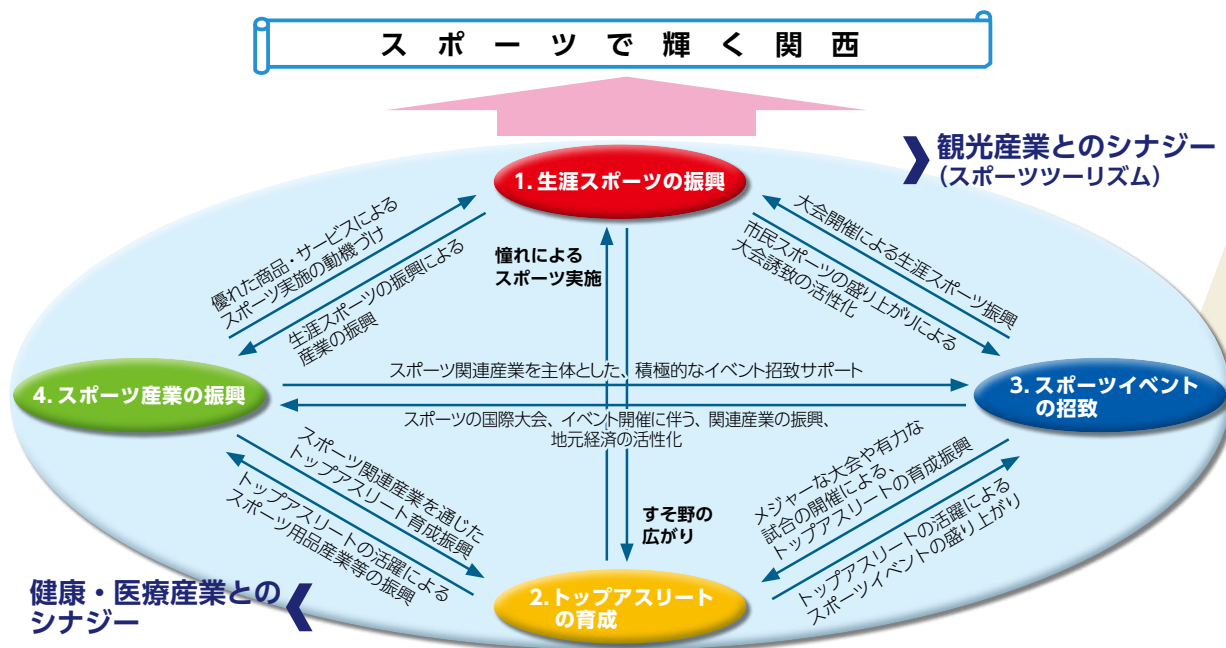 スポーツで輝く関西
観光産業とのシナジー
（スポーツツーリズム）
1. 生涯スポーツの振興
優れた商品・サービスによる
スポーツ実施の動機づけ
生涯スポーツの振興による
産業の振興
憧れによる
スポーツ実施
大会開催による生涯スポーツ振興
市民スポーツの盛り上がりによる
大会誘致の活性化
4. スポーツ産業の振興
スポーツ関連産業を主体とした、積極的なイベント招致サポート
スポーツの国際大会、イベント開催に伴う、関連産業の振興、
地元経済の活性化
3. スポーツイベント
の招致
スポーツ関連産業を通じた
トップアスリート育成振興
トップアスリートの活躍による
スポーツ用品産業等の振興
すそ野の
広がり
メジャーな大会や有力な
試合の開催による、
トップアスリートの育成振興
トップアスリートの活躍による
スポーツイベントの盛り上がり
健康・医療産業との
シナジー
2. トップアスリート
の育成